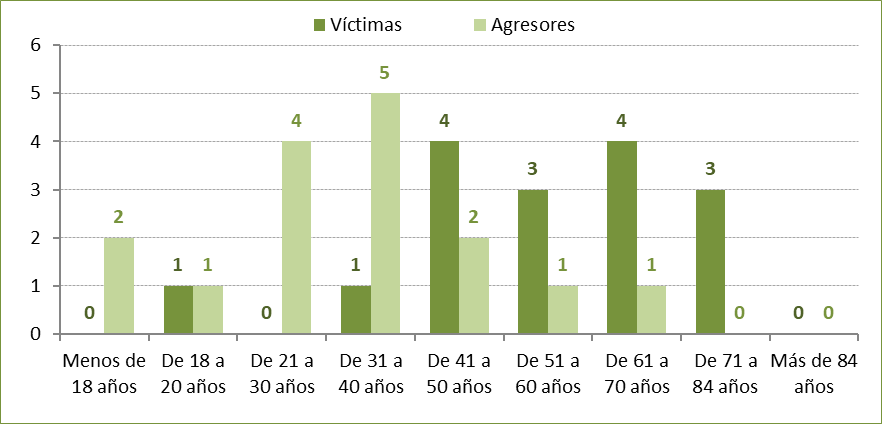 Víctimas Agresores
6
5
4
3
2
1
0
0 2
1 1
0 4
1 5
4 2
3 1
4 1
3 0
0 0
Menos de
18 años
De 18 a
20 años
De 21 a
30 años
De 31 a
40 años
De 41 a
50 años
De 51 a
60 años
De 61 a
70 años
De 71 a
84 años
Más de 84
años